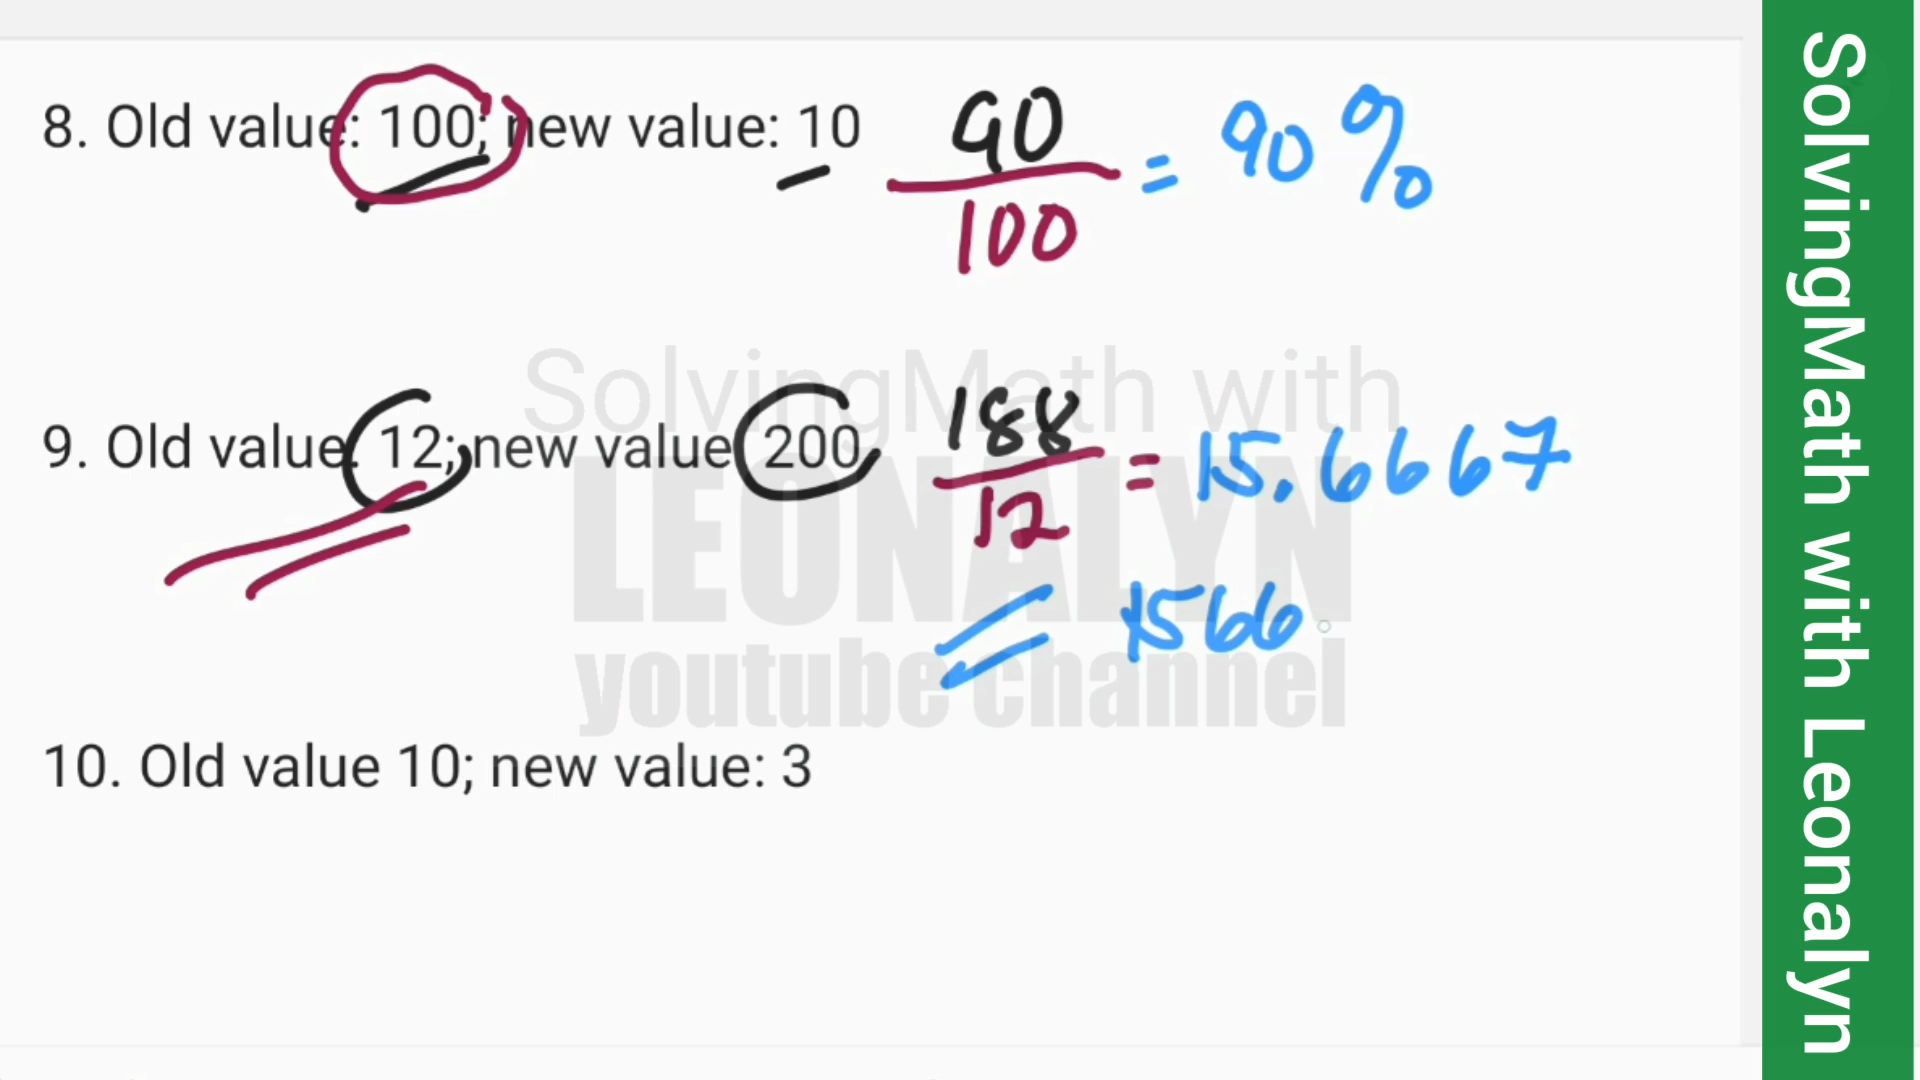 8. Old value: 100; new value: 10 90/100 = 90%
SolvingMath with
9. Old value: 12; new value 200 188/12 = 15.6667
LEONALYN
1566.
youtube channel
10. Old value 10; new value: 3
SolvingMath with Leonalyn